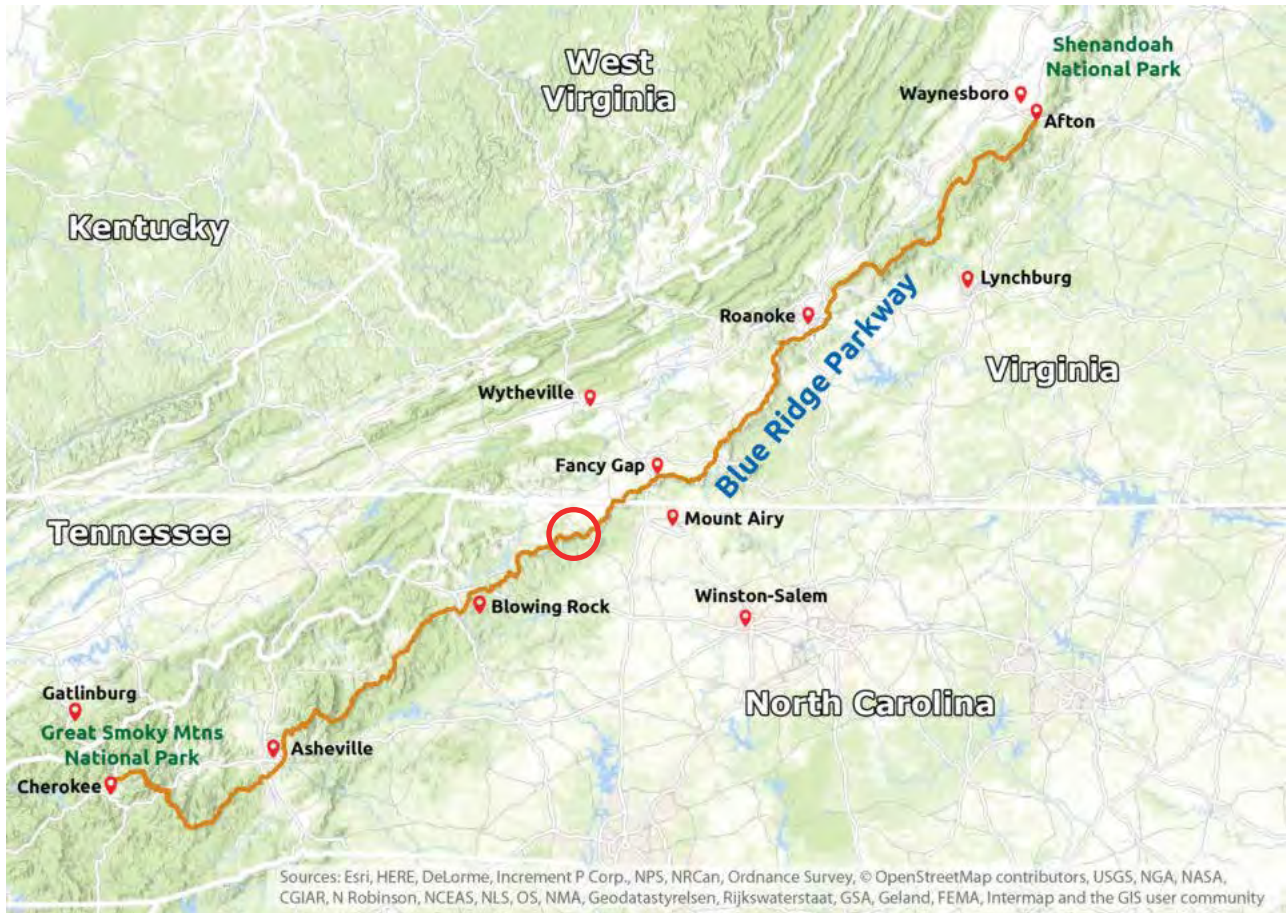 West
Virginia
Shenandoah
National Park
Waynesboro
Afton
Kentucky
Lynchburg
Roanoke
Virginia
Blue Ridge Parkway
Wytheville
Fancy Gap
Mount Airy
Tennessee
Blowing Rock
Winston-Salem
North Carolina
Gatlinburg
Great Smoky Mtns
National Park
Asheville
Cherokee
Sources: Esri, HERE, DeLorme, Increment P Corp., NPS, NRCan, Ordnance Survey, © OpenStreetMap contributors, USGS, NGA, NASA,
CGIAR, N Robinson, NCEAS, NLS, OS, NMA, Geodatastyrelsen, Rijkswaterstaat, GSA, Geland, FEMA, Intermap and the GIS user community